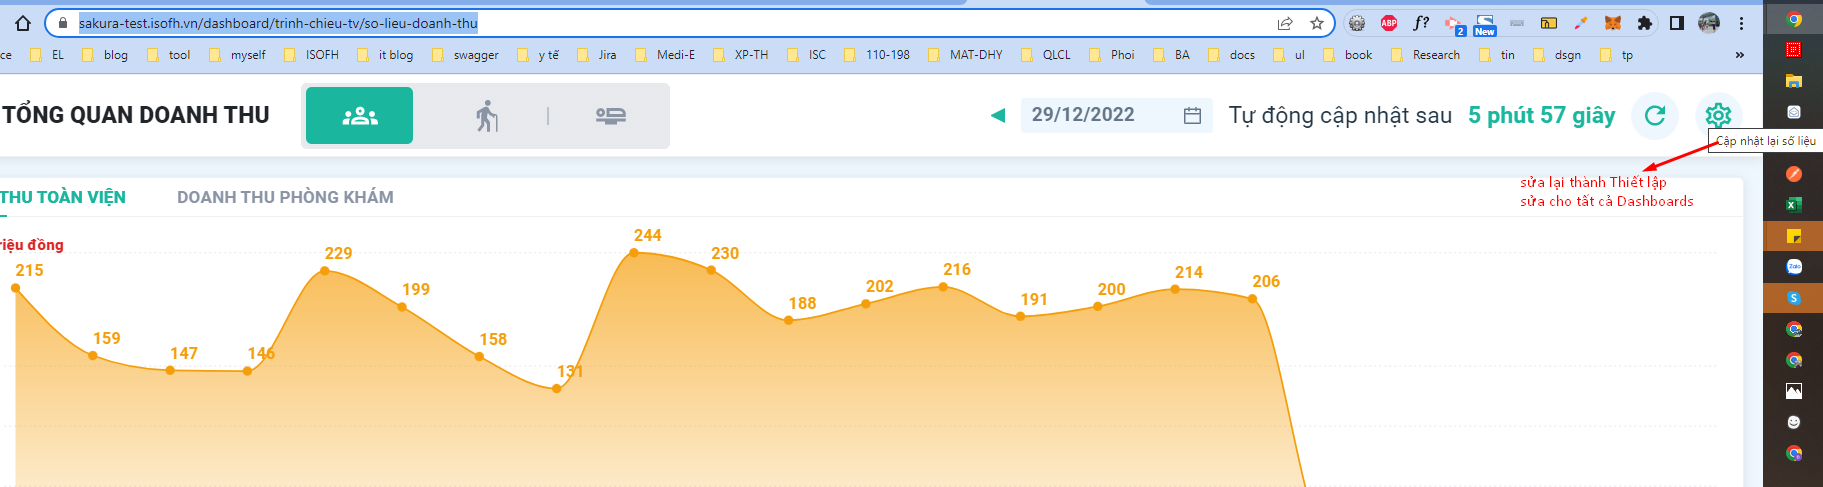 sakura-test.isofh.vn/dashboard/trinh-chieu-tv/so-lieu-doanh-thu
ABP f? 2 New
ce EL blog tool myself ISOFH it blog swagger y tế Jira Medi-E XP-TH ISC 110-198 MAT-DHY QLCL Phoi BA docs ul book Research tin dsgn tp »
TỔNG QUAN DOANH THU
29/12/2022
Tự động cập nhật sau 5 phút 57 giây
Cập nhật lại số liệu
sửa lại thành Thiết lập
sửa cho tất cả Dashboards
THU TOÀN VIỆN DOANH THU PHÒNG KHÁM
riệu đồng
215 159 147 146 229 199 158 131 244 230 188 202 216 191 200 214 206
Zalo